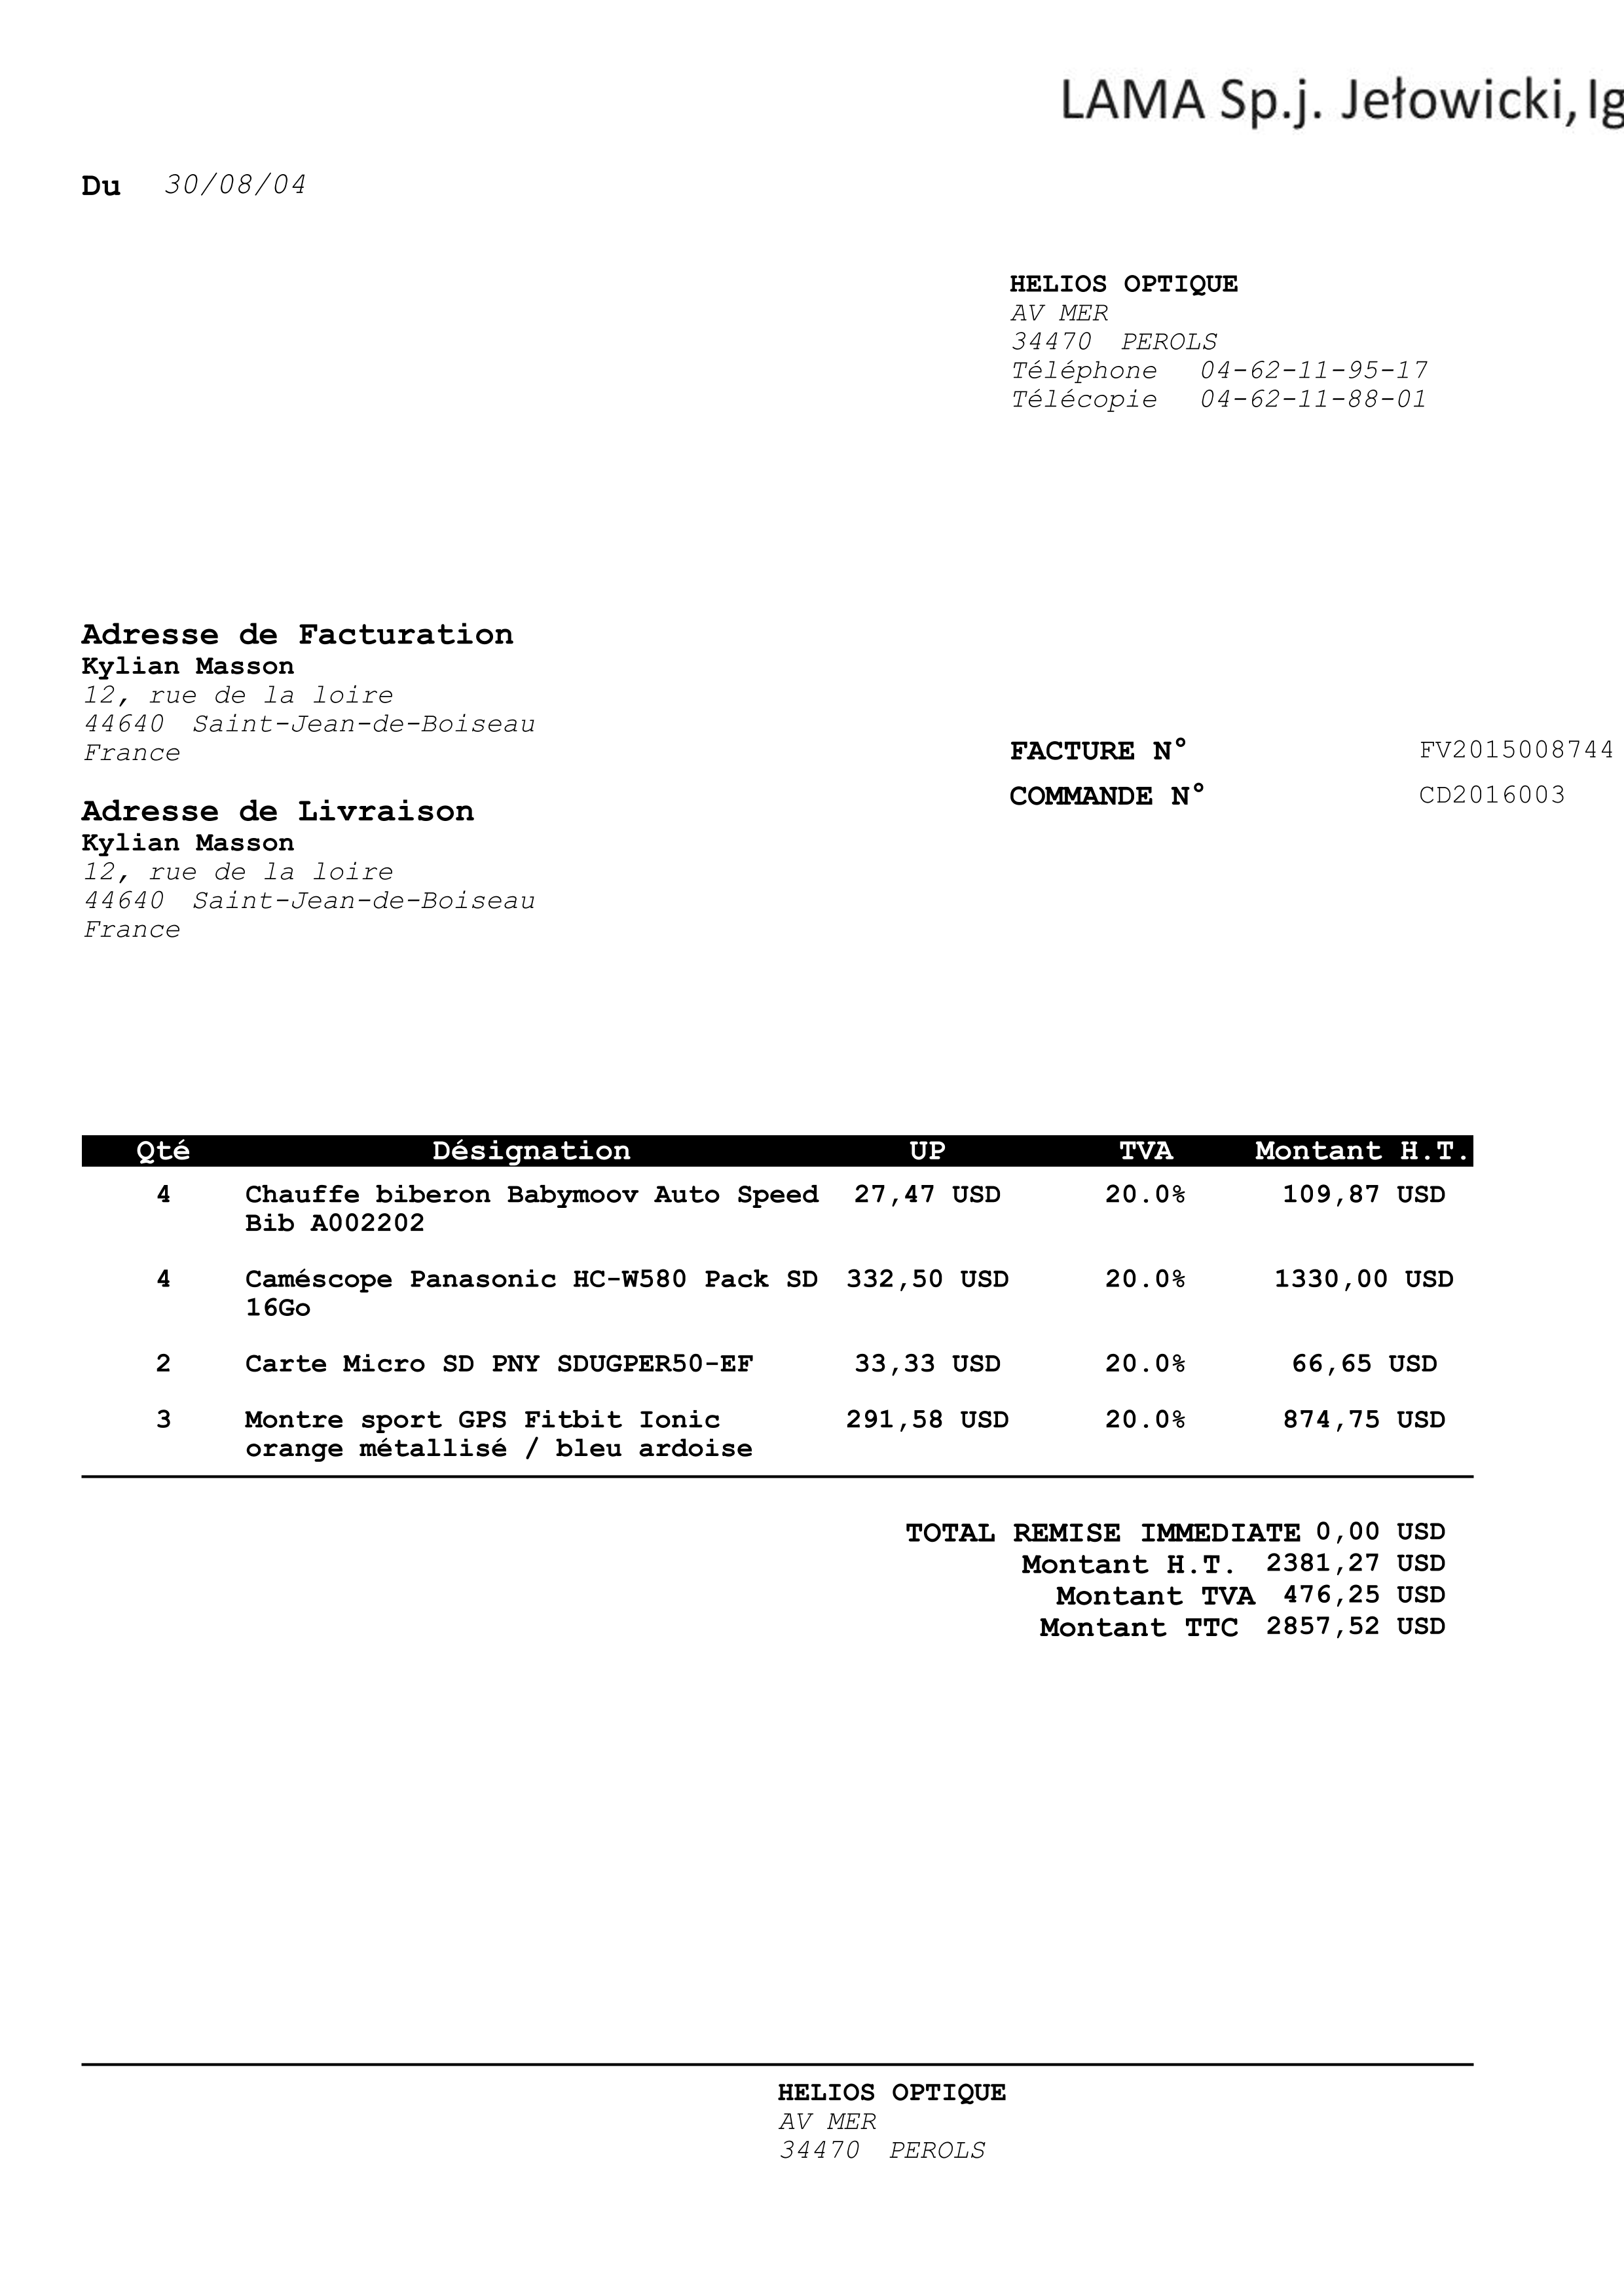 LAMA Sp.j. Jełowicki, Ig
Du 30/08/04
HELIOS OPTIQUE
AV MER
34470 PEROLS
Téléphone 04-62-11-95-17
Télécopie 04-62-11-88-01
Adresse de Facturation
Kylian Masson
12, rue de la loire
44640 Saint-Jean-de-Boiseau
France
FACTURE N° FV2015008744
COMMANDE N° CD2016003
Adresse de Livraison
Kylian Masson
12, rue de la loire
44640 Saint-Jean-de-Boiseau
France
Qté Désignation UP TVA Montant H.T.
4 Chauffe biberon Babymoov Auto Speed 27,47 USD 20.0% 109,87 USD
Bib A002202
4 Caméscope Panasonic HC-W580 Pack SD 332,50 USD 20.0% 1330,00 USD
16Go
2 Carte Micro SD PNY SDUGPER50-EF 33,33 USD 20.0% 66,65 USD
3 Montre sport GPS Fitbit Ionic 291,58 USD 20.0% 874,75 USD
orange métallisé / bleu ardoise
TOTAL REMISE IMMEDIATE 0,00 USD
Montant H.T. 2381,27 USD
Montant TVA 476,25 USD
Montant TTC 2857,52 USD
HELIOS OPTIQUE
AV MER
34470 PEROLS